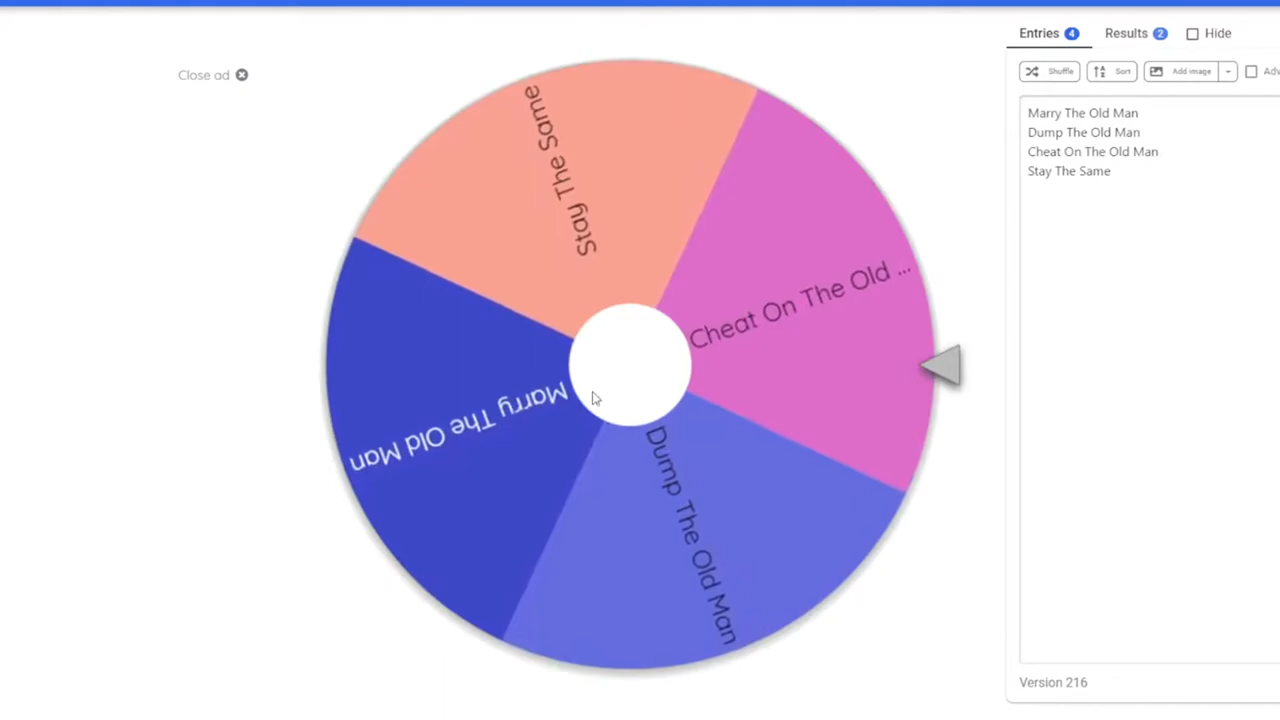 Entries 4
Results 2
Hide
Close ad
Shuffle
Sort
Add image
Adv
Marry The Old Man
Dump The Old Man
Cheat On The Old Man
Stay The Same
Stay The Same
Cheat On The Old ...
Marry The Old Man
Dump The Old Man
Version 216